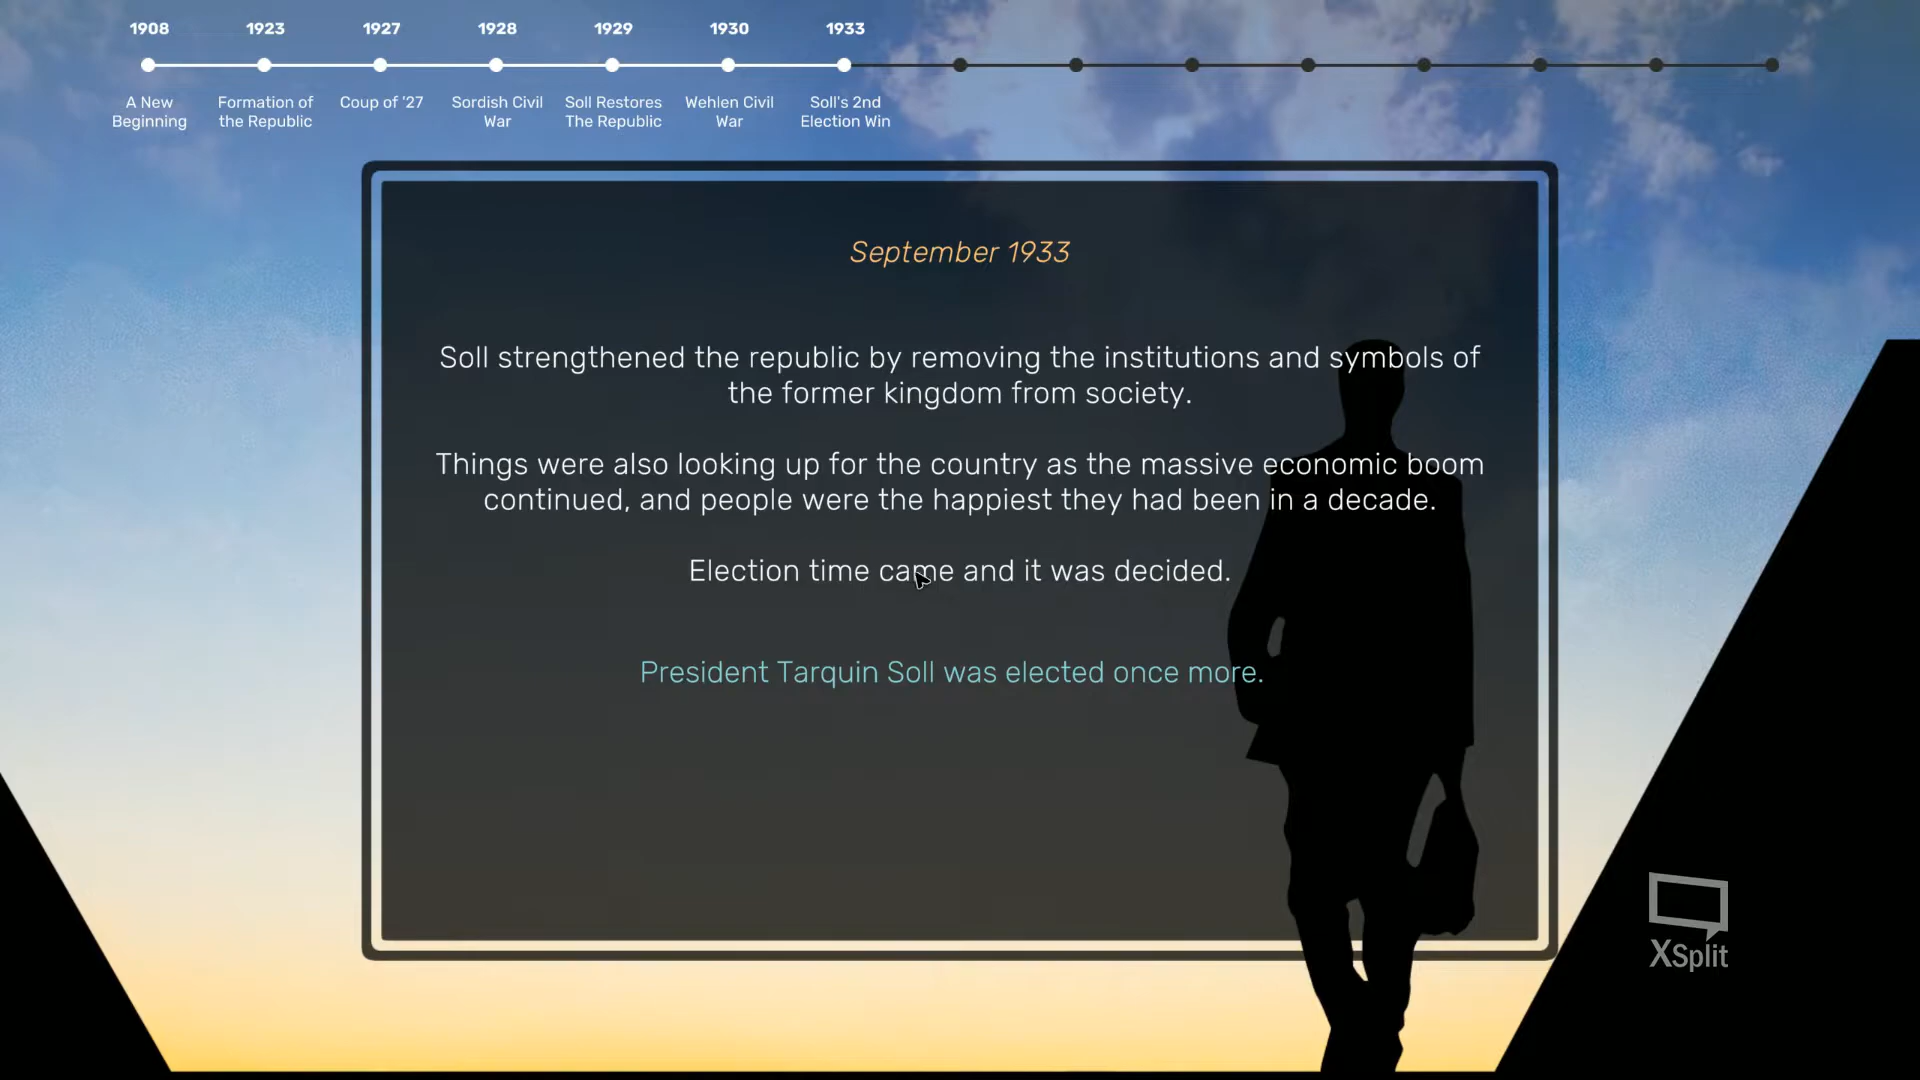 1908 1923 1927 1928 1929 1930 1933
A New Formation of Coup of '27 Sordish Civil Soll Restores Wehlen Civil Soll's 2nd
Beginning the Republic War The Republic War Election Win
September 1933
Soll strengthened the republic by removing the institutions and symbols of
the former kingdom from society.
Things were also looking up for the country as the massive economic boom
continued, and people were the happiest they had been in a decade.
Election time came and it was decided.
President Tarquin Soll was elected once more.
XSplit